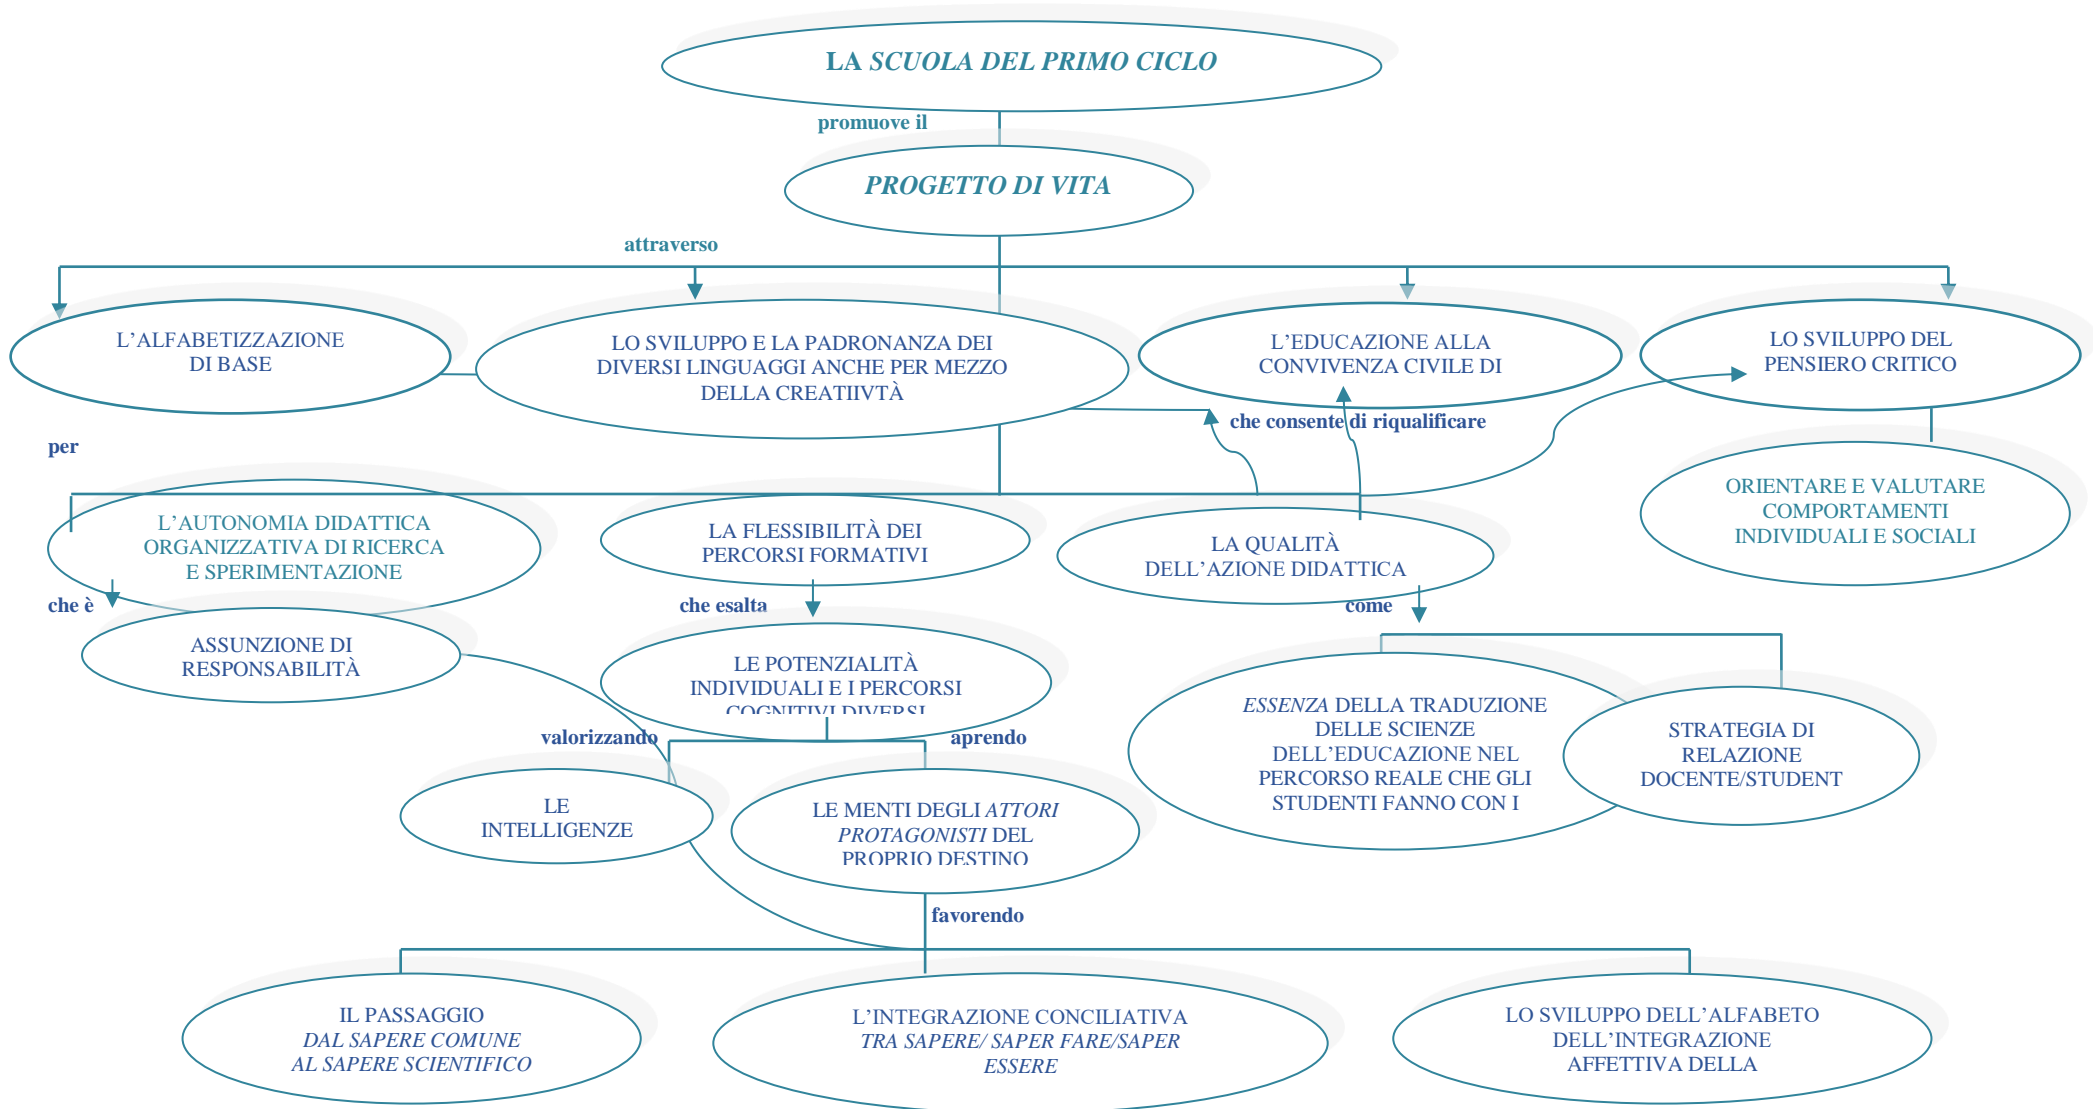 LA SCUOLA DEL PRIMO CICLO
promuove il
PROGETTO DI VITA
attraverso
L’ALFABETIZZAZIONE
DI BASE
LO SVILUPPO E LA PADRONANZA DEI
DIVERSI LINGUAGGI ANCHE PER MEZZO
DELLA CREATIIVTÀ
L’EDUCAZIONE ALLA
CONVIVENZA CIVILE DI
LO SVILUPPO DEL
PENSIERO CRITICO
che consente di riqualificare
per
L’AUTONOMIA DIDATTICA
ORGANIZZATIVA DI RICERCA
E SPERIMENTAZIONE
LA FLESSIBILITÀ DEI
PERCORSI FORMATIVI
LA QUALITÀ
DELL’AZIONE DIDATTICA
ORIENTARE E VALUTARE
COMPORTAMENTI
INDIVIDUALI E SOCIALI
che è
che esalta
come
ASSUNZIONE DI
RESPONSABILITÀ
LE POTENZIALITÀ
INDIVIDUALI E I PERCORSI
COGNITIVI DIVERSI
ESSENZA DELLA TRADUZIONE
DELLE SCIENZE
DELL’EDUCAZIONE NEL
PERCORSO REALE CHE GLI
STUDENTI FANNO CON I
STRATEGIA DI
RELAZIONE
DOCENTE/STUDENT
valorizzando
aprendo
LE
INTELLIGENZE
LE MENTI DEGLI ATTORI
PROTAGONISTI DEL
PROPRIO DESTINO
favorendo
IL PASSAGGIO
DAL SAPERE COMUNE
AL SAPERE SCIENTIFICO
L’INTEGRAZIONE CONCILIATIVA
TRA SAPERE/ SAPER FARE/SAPER
ESSERE
LO SVILUPPO DELL’ALFABETO
DELL’INTEGRAZIONE
AFFETTIVA DELLA